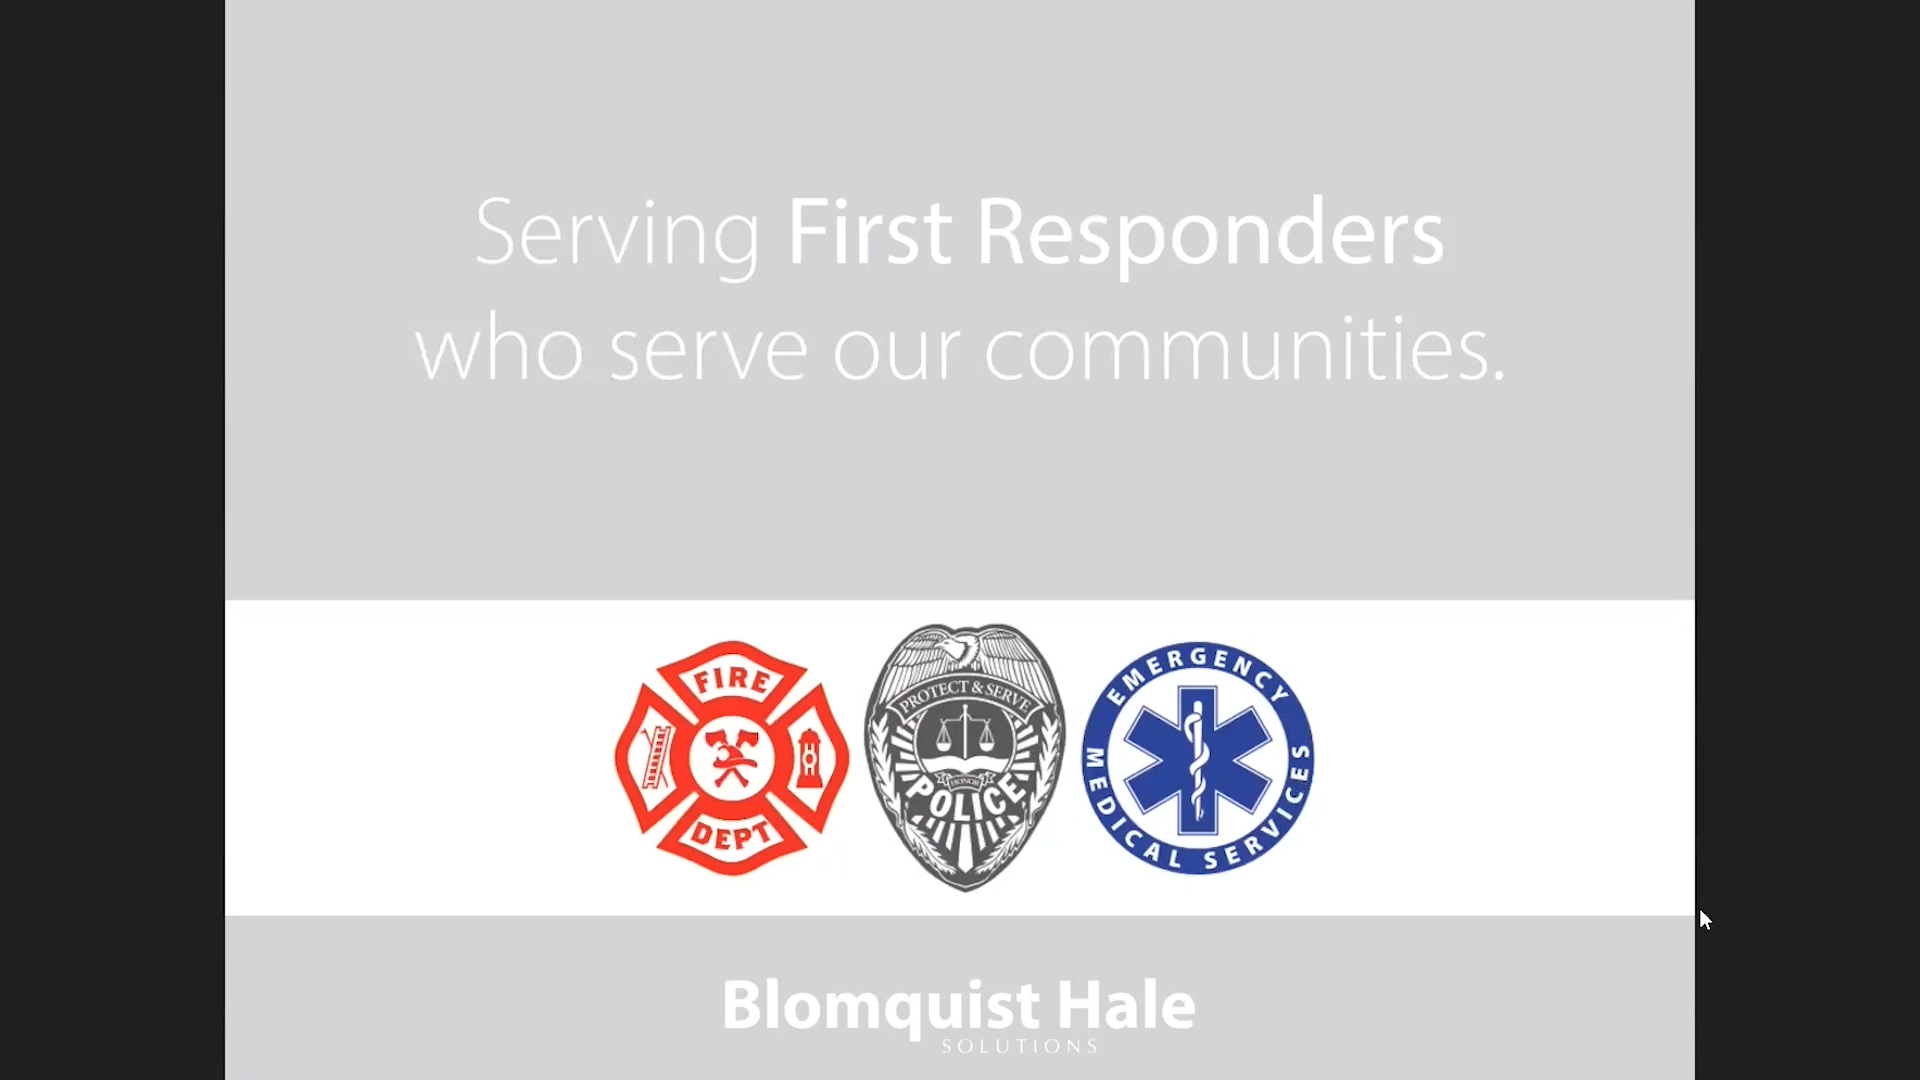 Serving First Responders
who serve our communities.
FIRE
DEPT
PROTECT & SERVE
HONOR
POLICE
EMERGENCY
MEDICAL SERVICES
Blomquist Hale
SOLUTIONS